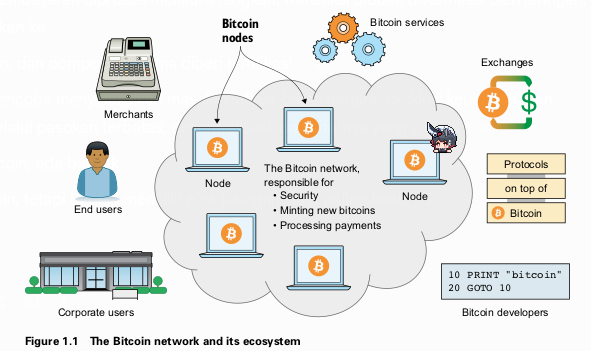 Bitcoin
nodes
Bitcoin services
Exchanges
Merchants
End users
Corporate users
Node
Node
The Bitcoin network,
responsible for
• Security
• Minting new bitcoins
• Processing payments
$
Protocols
on top of
Bitcoin
10 PRINT "bitcoin"
20 GOTO 10
Bitcoin developers
Figure 1.1 The Bitcoin network and its ecosystem